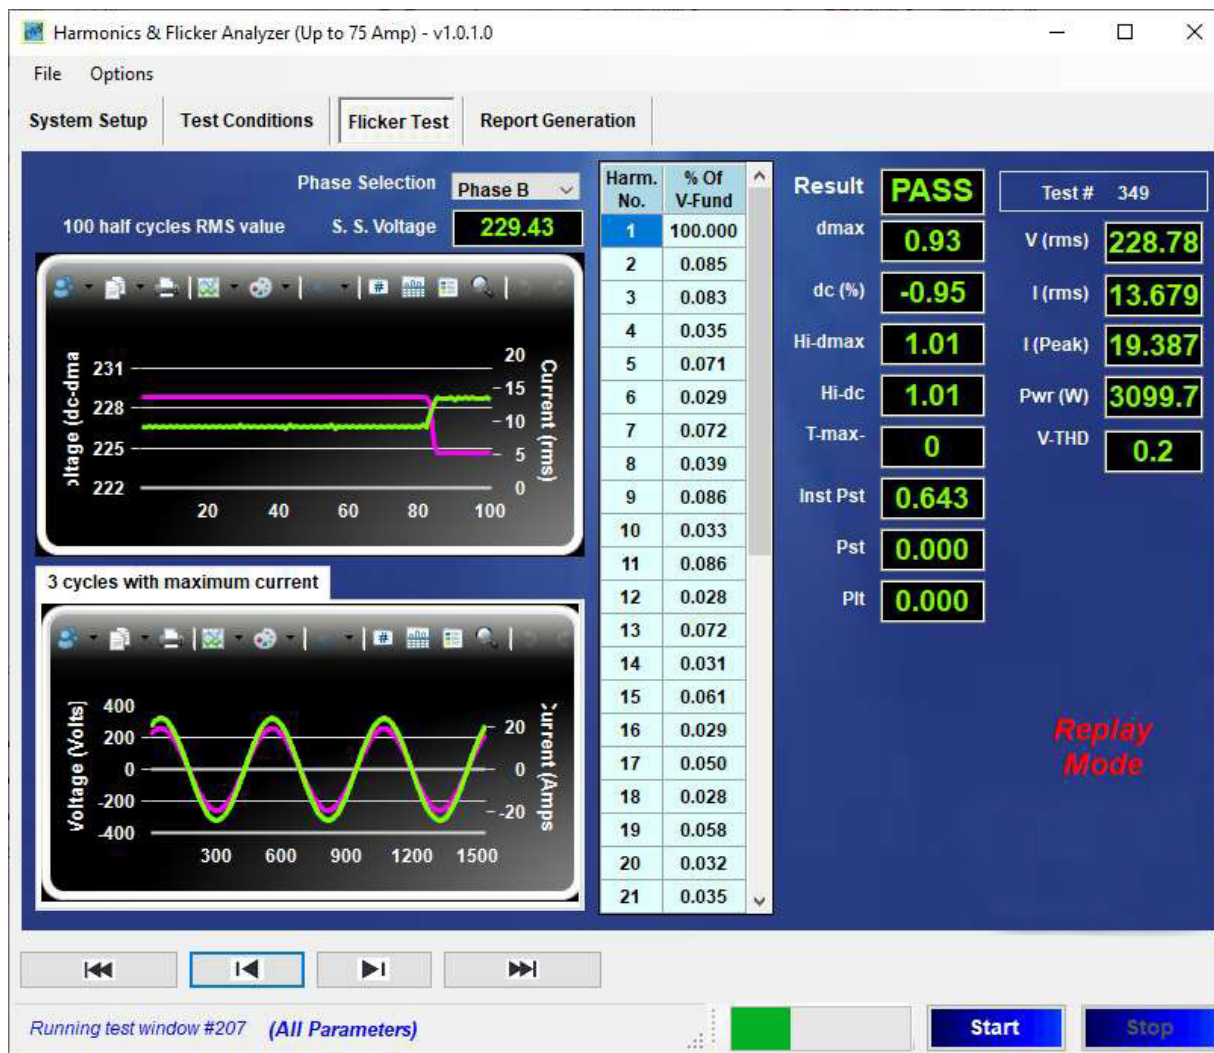 Harmonics & Flicker Analyzer (Up to 75 Amp) - v1.0.1.0
File Options
System Setup Test Conditions Flicker Test Report Generation
Phase Selection Phase B
100 half cycles RMS value S. S. Voltage 229.43
oltage (dc-dma
231
228
225
222
20
15
10
5
0
Current (rms)
20 40 60 80 100
3 cycles with maximum current
Voltage (Volts)
400
200
0
-200
-400
20
0
-20
Current (Amps
300 600 900 1200 1500
Harm. No. % Of V-Fund
1 100.000
2 0.085
3 0.083
4 0.035
5 0.071
6 0.029
7 0.072
8 0.039
9 0.086
10 0.033
11 0.086
12 0.028
13 0.072
14 0.031
15 0.061
16 0.029
17 0.050
18 0.028
19 0.058
20 0.032
21 0.035
Result PASS
dmax 0.93
dc (%) -0.95
Hi-dmax 1.01
Hi-dc 1.01
T-max- 0
Inst Pst 0.643
Pst 0.000
Plt 0.000
Test # 349
V (rms) 228.78
I (rms) 13.679
I (Peak) 19.387
Pwr (W) 3099.7
V-THD 0.2
Replay
Mode
Running test window #207 (All Parameters)
Start Stop